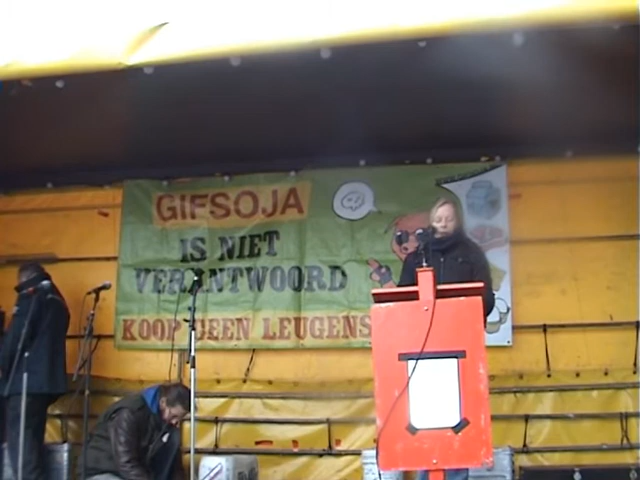 GIFSOJA
IS NIET
VERANTWOORD
KOOP GEEN LEUGENS